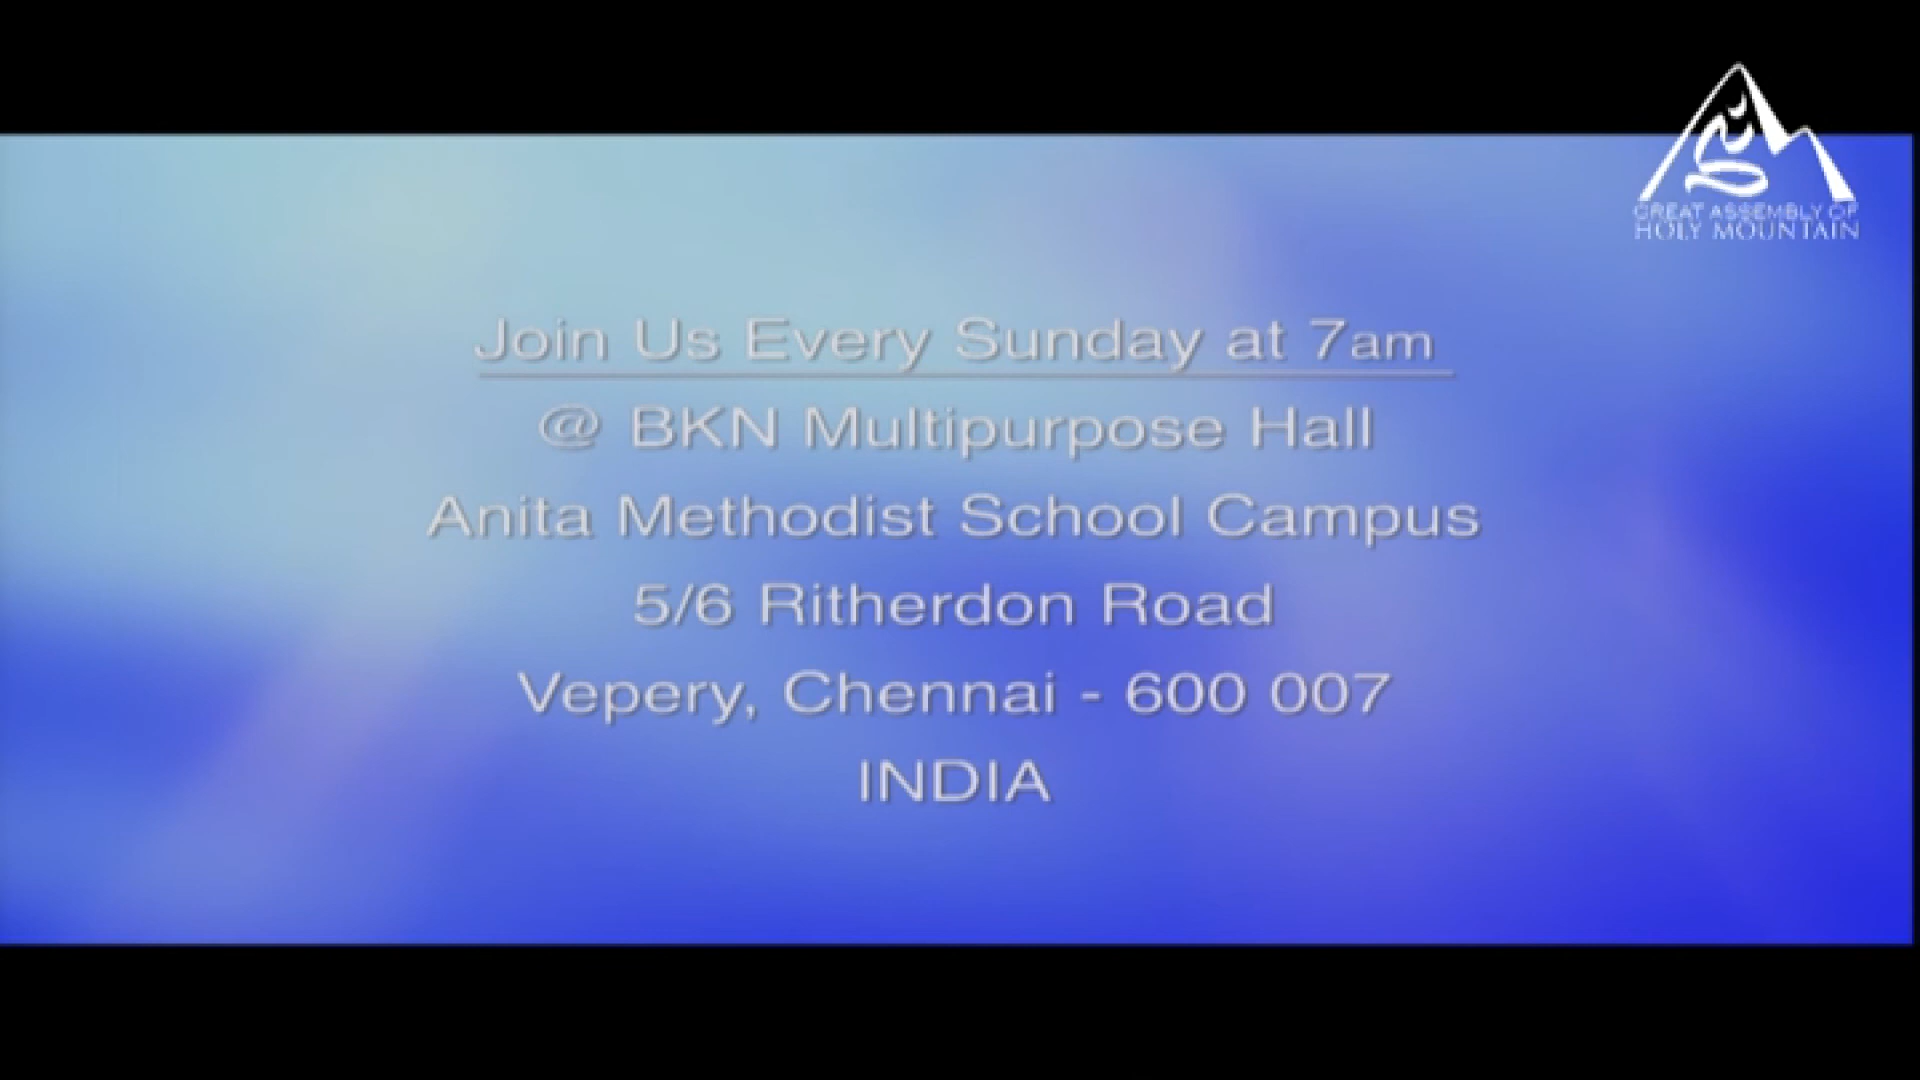 GREAT ASSEMBLY OF
HOLY MOUNTAIN
Join Us Every Sunday at 7am
@ BKN Multipurpose Hall
Anita Methodist School Campus
5/6 Ritherdon Road
Vepery, Chennai - 600 007
INDIA